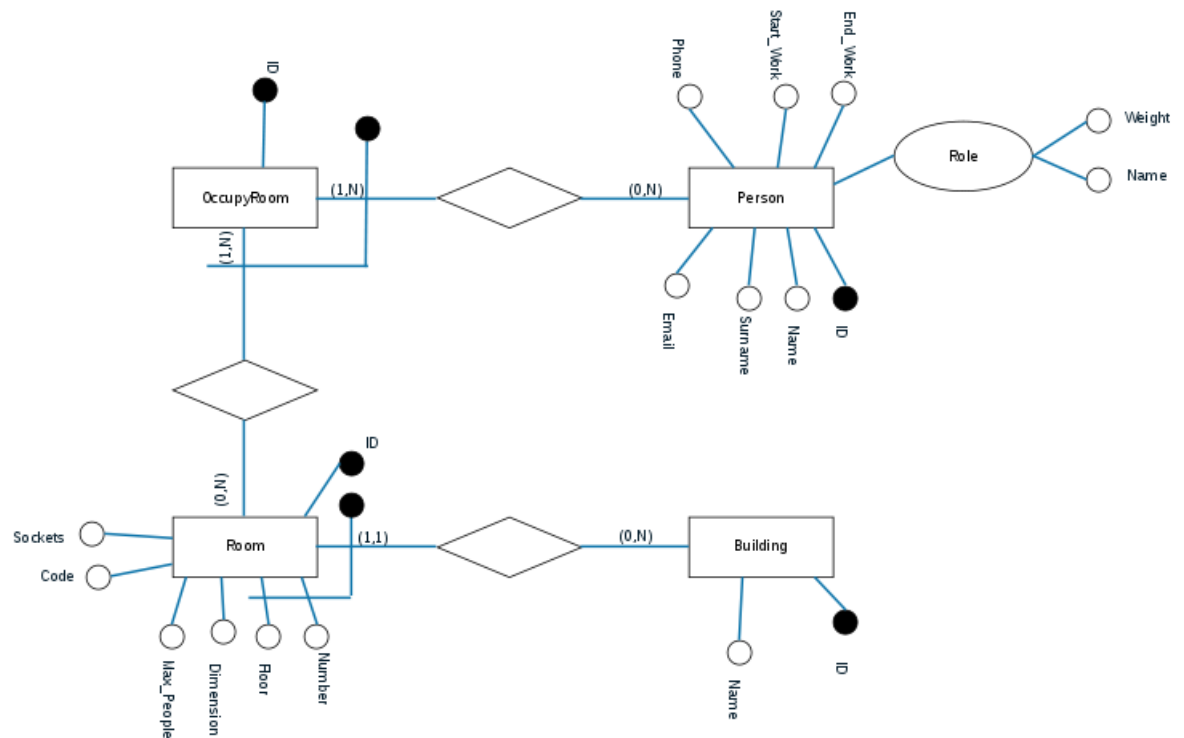 ID
Phone
Start_Work
End_Work
Weight
Role
Name
OccupyRoom
(1,N)
(0,N)
Person
(1,N)
Email
Surname
Name
ID
(0,N)
ID
Sockets
Room
(1,1)
(0,N)
Building
Code
Max_People
Dimension
Floor
Number
Name
ID